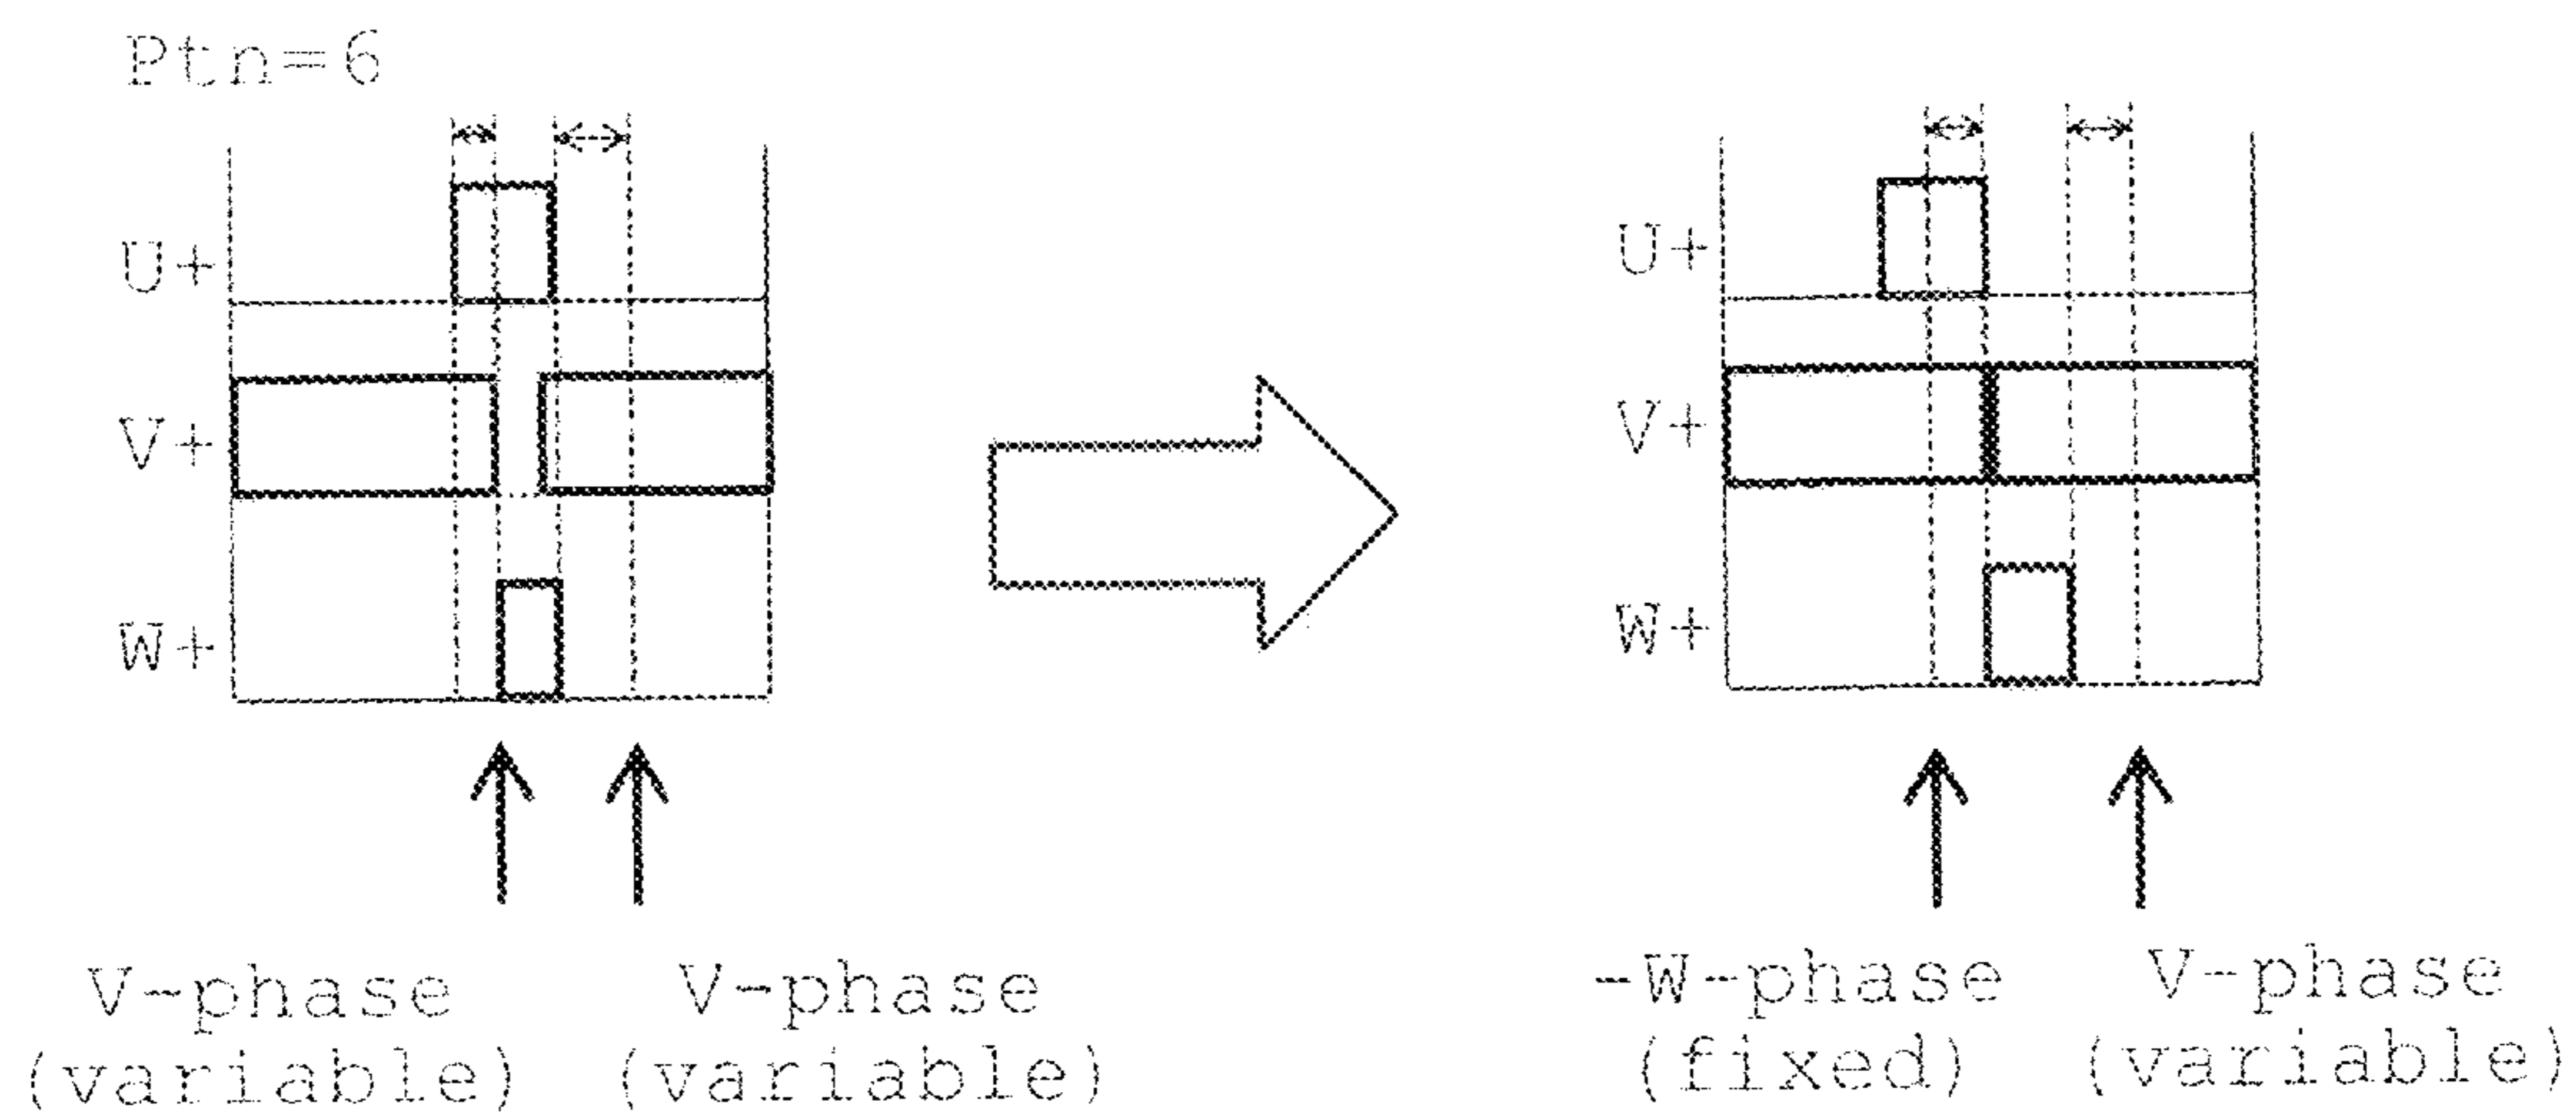 Ptn=6
U+
V+
W+
U+
V+
W+
V-phase
(variable)
V-phase
(variable)
-W-phase
(fixed)
V-phase
(variable)